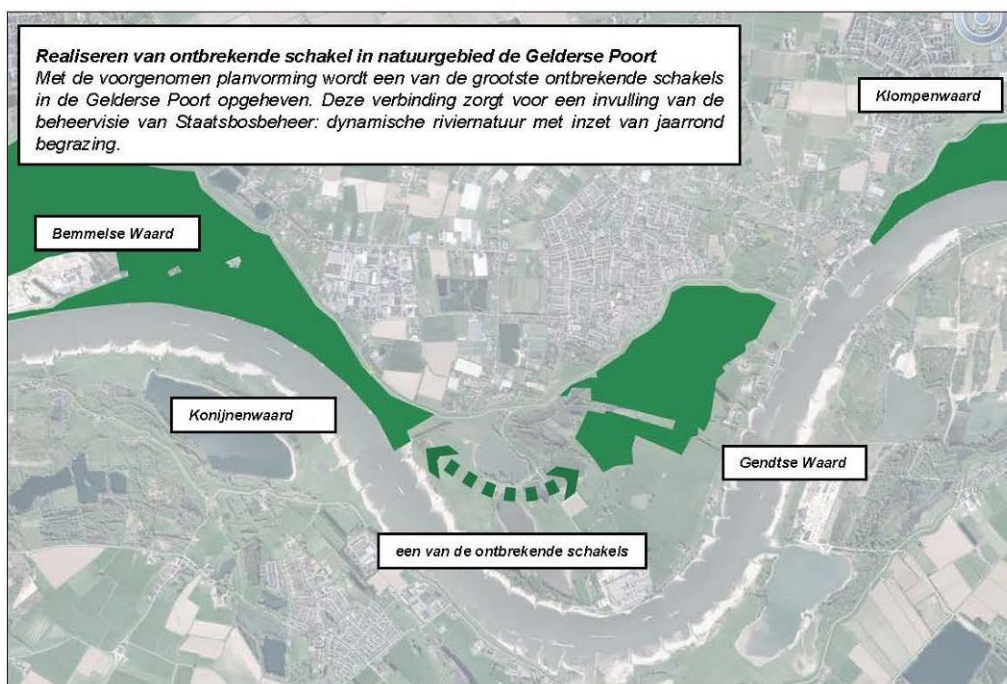 Realiseren van ontbrekende schakel in natuurgebied de Gelderse Poort
Met de voorgenomen planvorming wordt een van de grootste ontbrekende schakels
in de Gelderse Poort opgeheven. Deze verbinding zorgt voor een invulling van de
beheervisie van Staatsbosbeheer: dynamische riviernatuur met inzet van jaarrond
begrazing.
Klompenwaard
Bemmelse Waard
Konijnenwaard
Gendtse Waard
een van de ontbrekende schakels